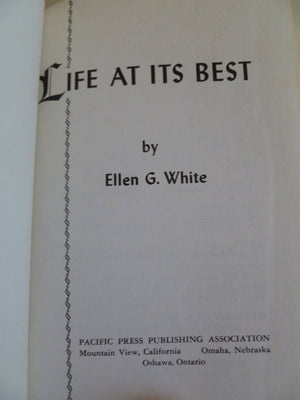 LIFE AT ITS BEST
by
Ellen G. White
PACIFIC PRESS PUBLISHING ASSOCIATION
Mountain View, California Omaha, Nebraska
Oshawa, Ontario